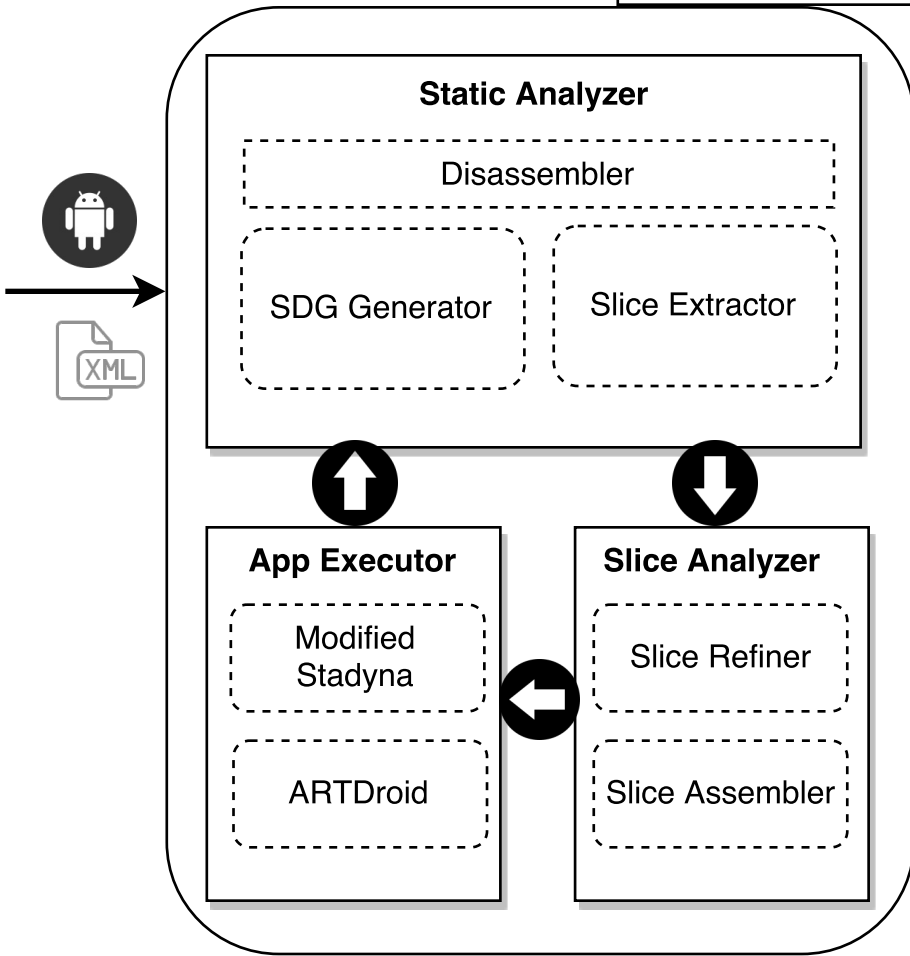 Static Analyzer
Disassembler
SDG Generator
Slice Extractor
XML
App Executor
Modified
Stadyna
ARTDroid
Slice Analyzer
Slice Refiner
Slice Assembler